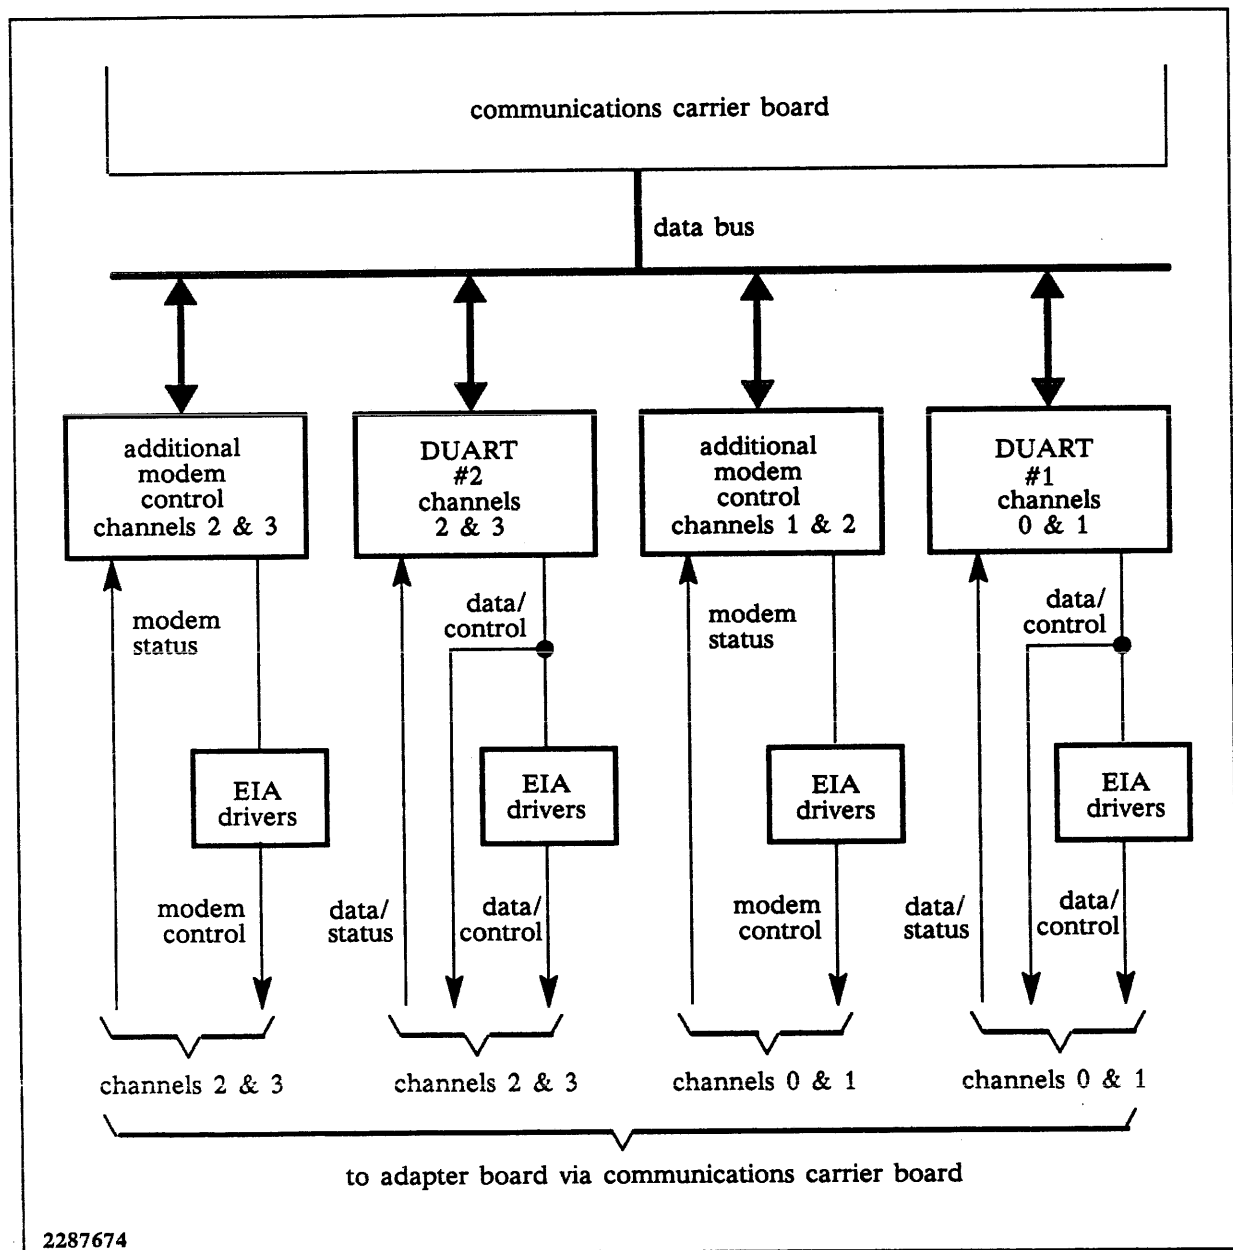 communications carrier board
data bus
additional
modem
control
channels 2 & 3
DUART
#2
channels
2 & 3
additional
modem
control
channels 1 & 2
DUART
#1
channels
0 & 1
modem
status
data/
control
modem
status
data/
control
EIA
drivers
EIA
drivers
EIA
drivers
EIA
drivers
modem
control
data/
status
data/
control
modem
control
data/
status
data/
control
channels 2 & 3
channels 2 & 3
channels 0 & 1
channels 0 & 1
to adapter board via communications carrier board
2287674